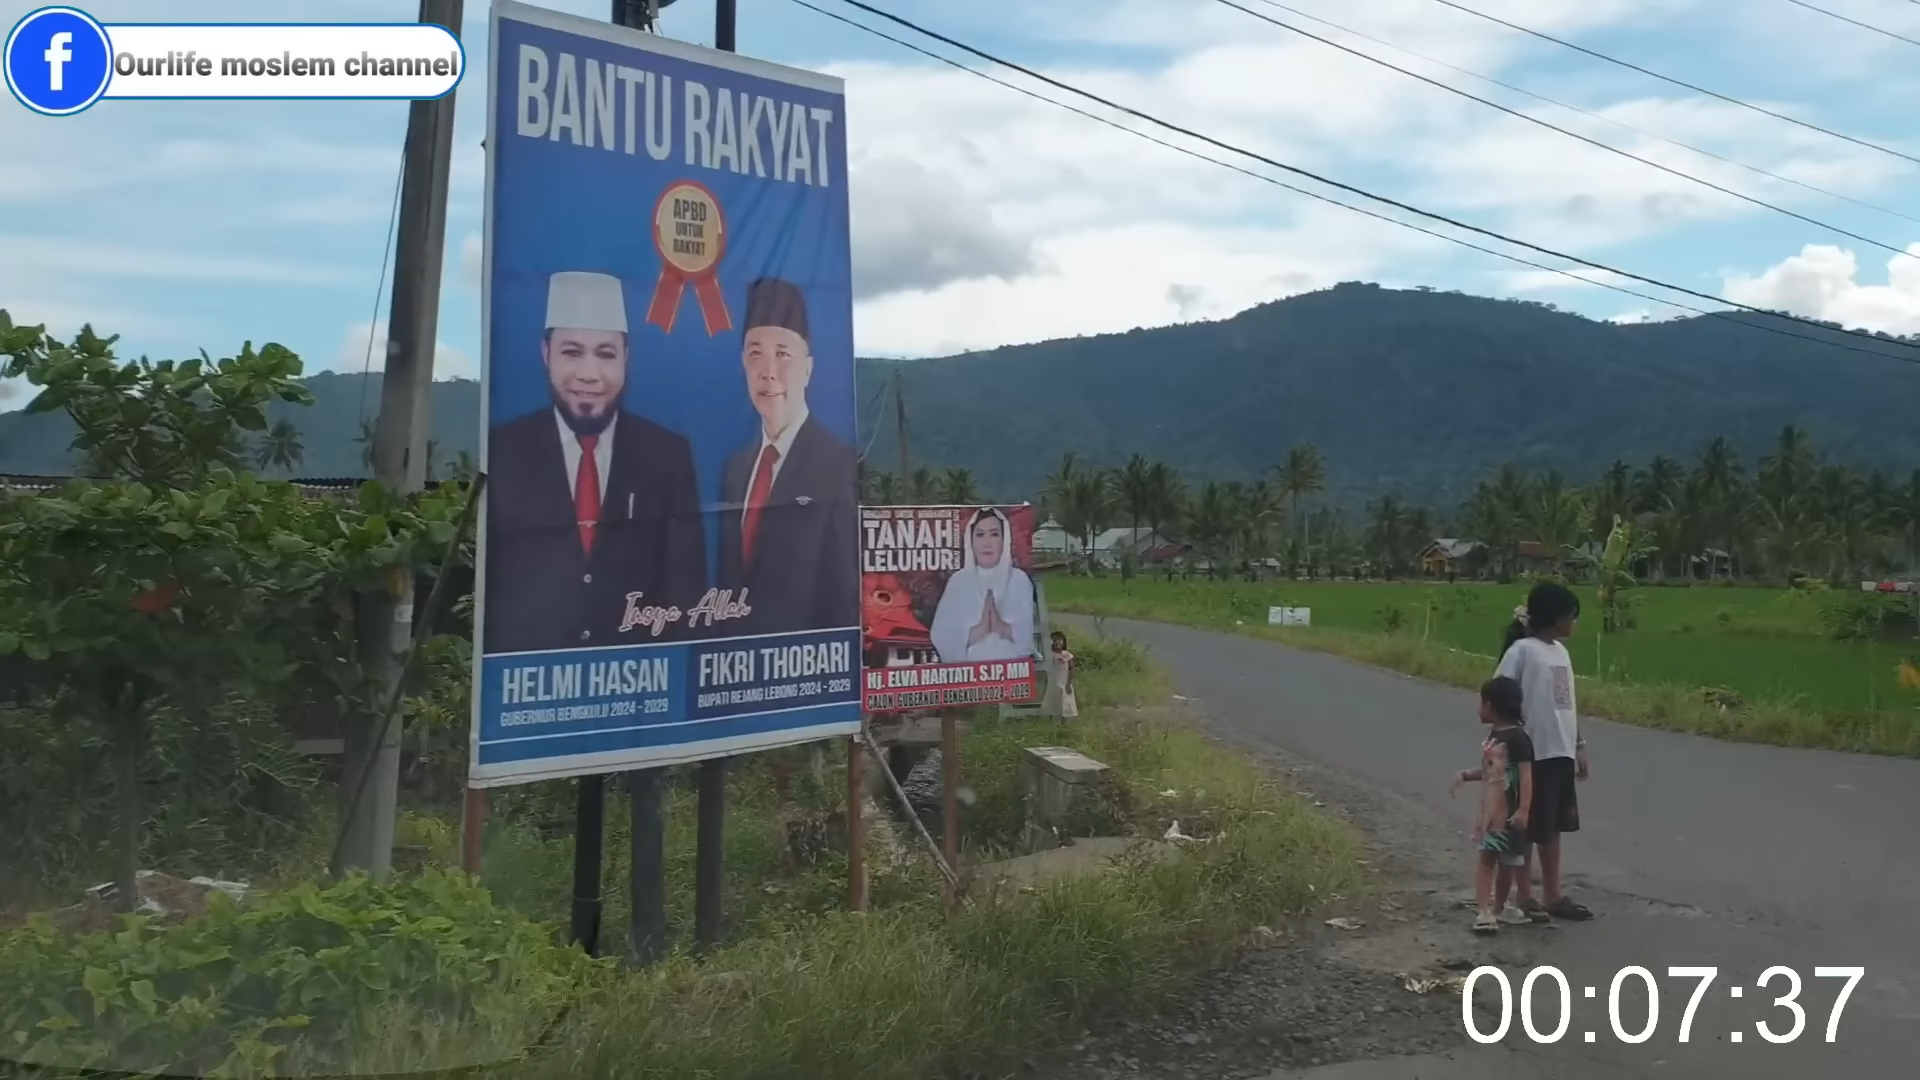 Ourlife moslem channel
BANTU RAKYAT
APBD
UNTUK
RAKYAT
Insya Allah
HELMI HASAN
GUBERNUR BENGKULU 2024 - 2029
FIKRI THOBARI
BUPATI REJANG LEBONG 2024 - 2029
TANAH
LELUHUR
Hj. ELVA HARTATI, S.IP, MM
CALON GUBERNUR BENGKULU 2024 - 2029
00:07:37